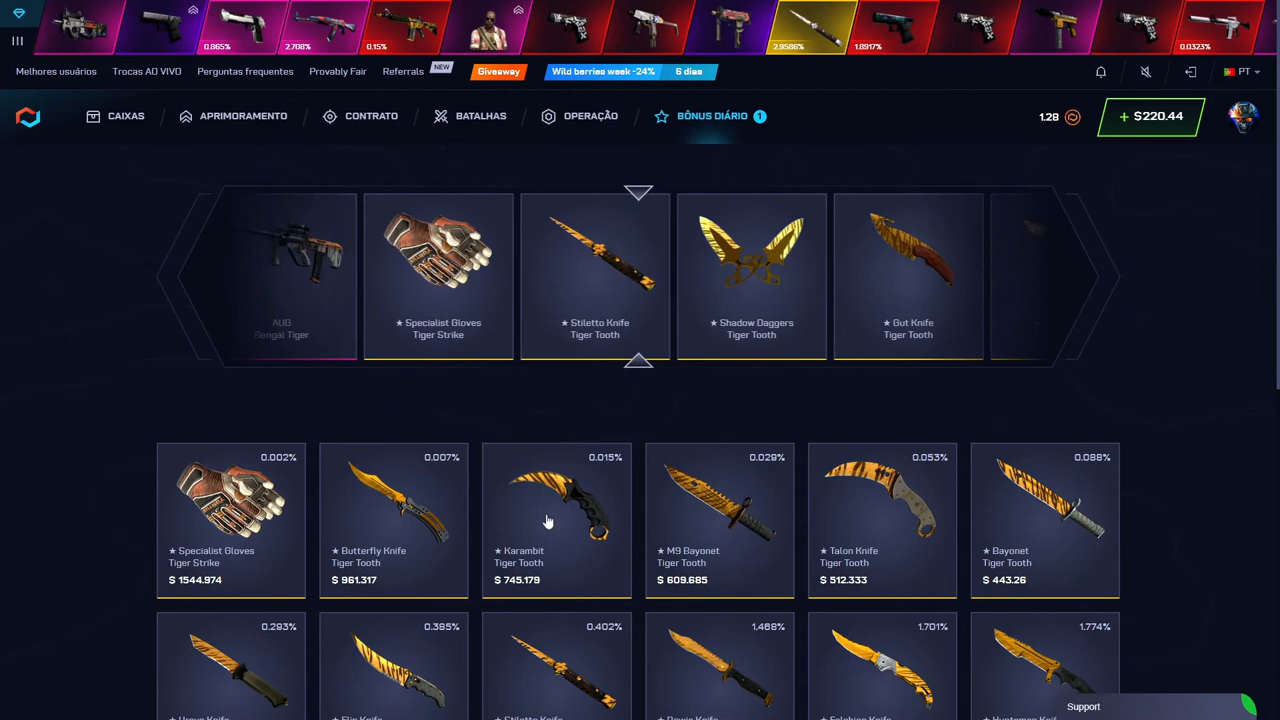 0.865%
2.708%
0.15%
2.9586%
1.8917%
0.0323%
Melhores usuários
Trocas AO VIVO
Perguntas frequentes
Provably Fair
Referrals
NEW
Giveaway
Wild berries week -24%
6 dias
PT
CAIXAS
APRIMORAMENTO
CONTRATO
BATALHAS
OPERAÇÃO
BÔNUS DIÁRIO 1
1.28
+ $220.44
AUG
Bengal Tiger
★ Specialist Gloves
Tiger Strike
★ Stiletto Knife
Tiger Tooth
★ Shadow Daggers
Tiger Tooth
★ Gut Knife
Tiger Tooth
0.002%
★ Specialist Gloves
Tiger Strike
$ 1544.974
0.007%
★ Butterfly Knife
Tiger Tooth
$ 961.317
0.015%
★ Karambit
Tiger Tooth
$ 745.179
0.029%
★ M9 Bayonet
Tiger Tooth
$ 609.685
0.053%
★ Talon Knife
Tiger Tooth
$ 512.333
0.088%
★ Bayonet
Tiger Tooth
$ 443.26
0.293%
0.385%
0.402%
1.468%
1.701%
1.774%
Support